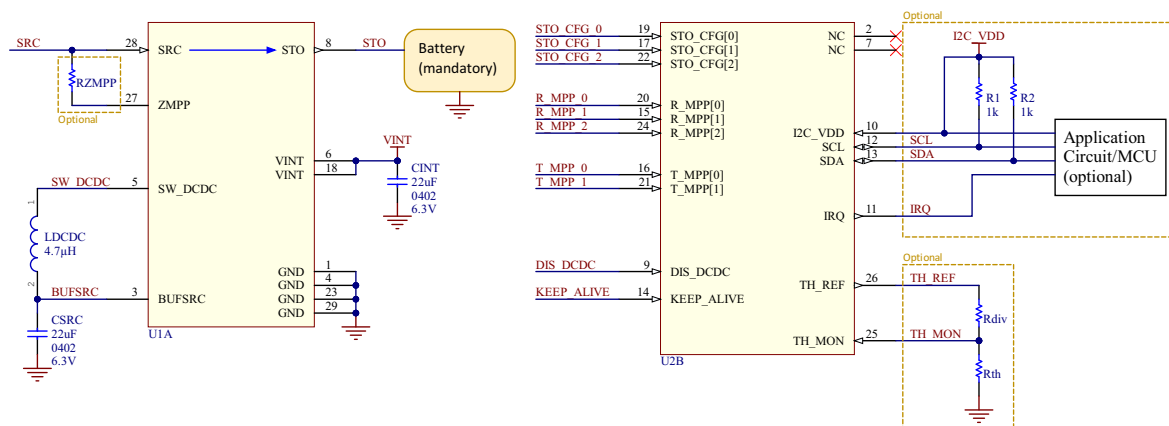 SRC
28
SRC
STO
8
STO
Battery
(mandatory)
RZMPP
27
ZMPP
Optional
VINT
VINT
6
VINT
18
CINT
22uF
0402
6.3V
SW_DCDC
5
SW_DCDC
1
LDCDC
4.7µH
2
BUFSRC
3
BUFSRC
GND
1
GND
4
GND
23
GND
29
CSRC
22uF
0402
6.3V
U1A
STO_CFG_0
19
STO_CFG[0]
STO_CFG_1
17
STO_CFG[1]
STO_CFG_2
22
STO_CFG[2]
R_MPP_0
20
R_MPP[0]
R_MPP_1
15
R_MPP[1]
R_MPP_2
24
R_MPP[2]
T_MPP_0
16
T_MPP[0]
T_MPP_1
21
T_MPP[1]
DIS_DCDC
9
DIS_DCDC
KEEP_ALIVE
14
KEEP_ALIVE
NC
2
NC
7
Optional
I2C_VDD
R1
1k
R2
1k
I2C_VDD
10
SCL
12
SCL
SDA
13
SDA
IRQ
11
IRQ
Application
Circuit/MCU
(optional)
Optional
TH_REF
26
TH_REF
Rdiv
TH_MON
25
TH_MON
Rth
U2B